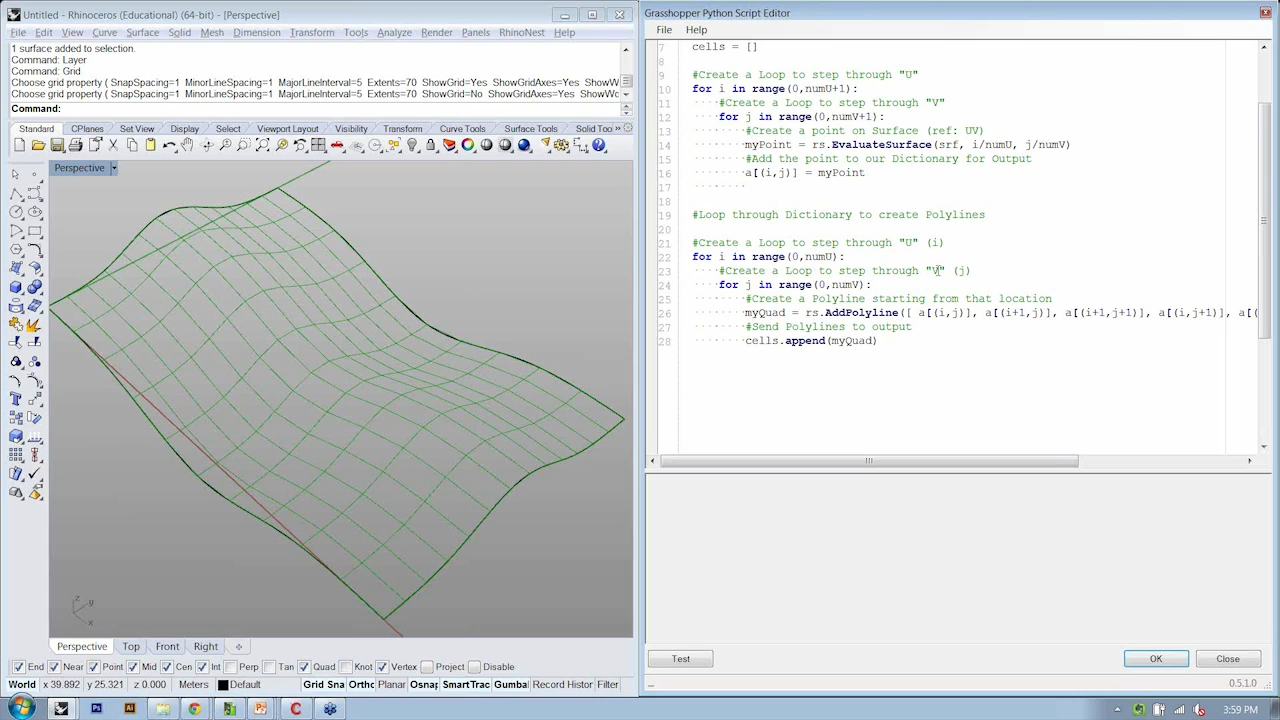 Untitled - Rhinoceros (Educational) (64-bit) - [Perspective]
File Edit View Curve Surface Solid Mesh Dimension Transform Tools Analyze Render Panels RhinoNest Help
1 surface added to selection.
Command: Layer
Command: Grid
Choose grid property ( SnapSpacing=1 MinorLineSpacing=1 MajorLineInterval=5 Extents=70 ShowGrid=Yes ShowGridAxes=Yes ShowWo
Choose grid property ( SnapSpacing=1 MinorLineSpacing=1 MajorLineInterval=5 Extents=70 ShowGrid=No ShowGridAxes=Yes ShowWo
Command:
Standard CPlanes Set View Display Select Viewport Layout Visibility Transform Curve Tools Surface Tools Solid Too »
Perspective
z y x
Perspective Top Front Right
End Near Point Mid Cen Int Perp Tan Quad Knot Vertex Project Disable
World x 39.892 y 25.321 z 0.000 Meters Default Grid Sna Ortho Planar Osnap SmartTrac Gumba Record Histor Filter
Grasshopper Python Script Editor
File Help
7 cells = []
8
9 #Create a Loop to step through "U"
10 for i in range(0,numU+1):
11 #Create a Loop to step through "V"
12 for j in range(0,numV+1):
13 #Create a point on Surface (ref: UV)
14 myPoint = rs.EvaluateSurface(srf, i/numU, j/numV)
15 #Add the point to our Dictionary for Output
16 a[(i,j)] = myPoint
17
18
19 #Loop through Dictionary to create Polylines
20
21 #Create a Loop to step through "U" (i)
22 for i in range(0,numU):
23 #Create a Loop to step through "V" (j)
24 for j in range(0,numV):
25 #Create a Polyline starting from that location
26 myQuad = rs.AddPolyline([ a[(i,j)], a[(i+1,j)], a[(i+1,j+1)], a[(i,j+1)], a[(
27 #Send Polylines to output
28 cells.append(myQuad)
Test OK Close
0.5.1.0
3:59 PM